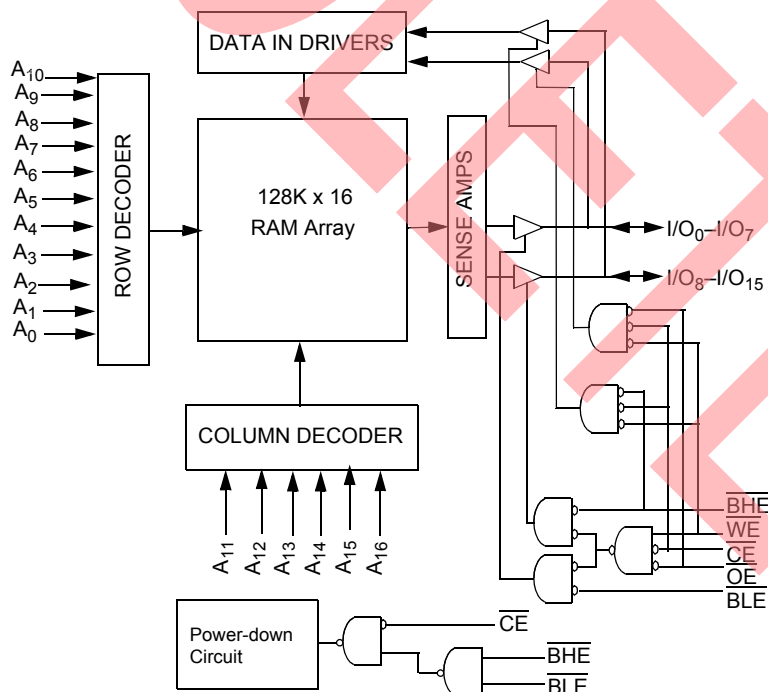 DATA IN DRIVERS
A10
A9
A8
A7
A6
A5
A4
A3
A2
A1
A0
ROW DECODER
128K x 16
RAM Array
SENSE AMPS
I/O0–I/O7
I/O8–I/O15
COLUMN DECODER
A11
A12
A13
A14
A15
A16
BHE
WE
CE
OE
BLE
Power-down
Circuit
CE
BHE
BLE